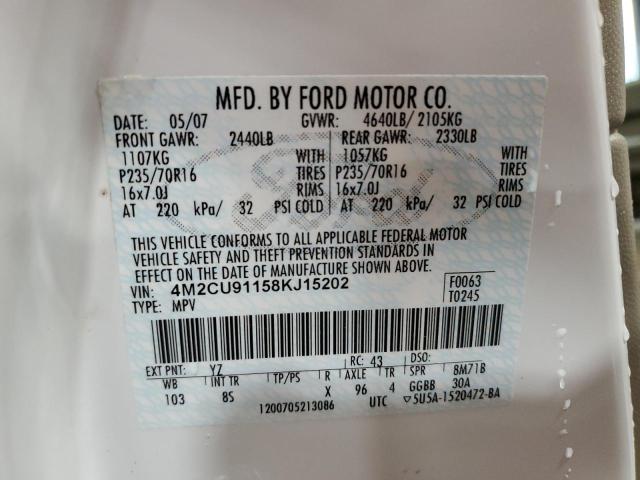 MFD. BY FORD MOTOR CO.
DATE: 05/07 GVWR: 4640LB/ 2105KG
FRONT GAWR: 2440LB REAR GAWR: 2330LB
1107KG WITH 1057KG WITH
P235/70R16 TIRES P235/70R16 TIRES
16x7.0J RIMS 16x7.0J RIMS
AT 220 kPa/ 32 PSI COLD AT 220 kPa/ 32 PSI COLD
THIS VEHICLE CONFORMS TO ALL APPLICABLE FEDERAL MOTOR
VEHICLE SAFETY AND THEFT PREVENTION STANDARDS IN
EFFECT ON THE DATE OF MANUFACTURE SHOWN ABOVE.
VIN: 4M2CU91158KJ15202 F0063
TYPE: MPV T0245
EXT PNT: YZ RC: 43 DSO:
WB INT TR TP/PS R AXLE TR SPR 8M71B
103 8S X 96 4 GGBB 30A
1200705213086 UTC ▽5U5A-1520472-BA